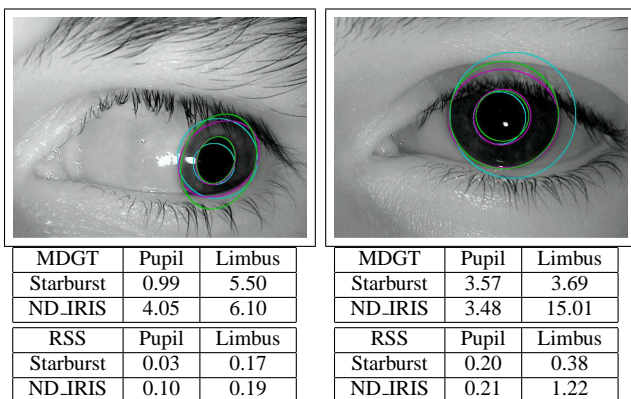 MDGT Pupil Limbus
Starburst 0.99 5.50
ND_IRIS 4.05 6.10
RSS Pupil Limbus
Starburst 0.03 0.17
ND_IRIS 0.10 0.19
MDGT Pupil Limbus
Starburst 3.57 3.69
ND_IRIS 3.48 15.01
RSS Pupil Limbus
Starburst 0.20 0.38
ND_IRIS 0.21 1.22